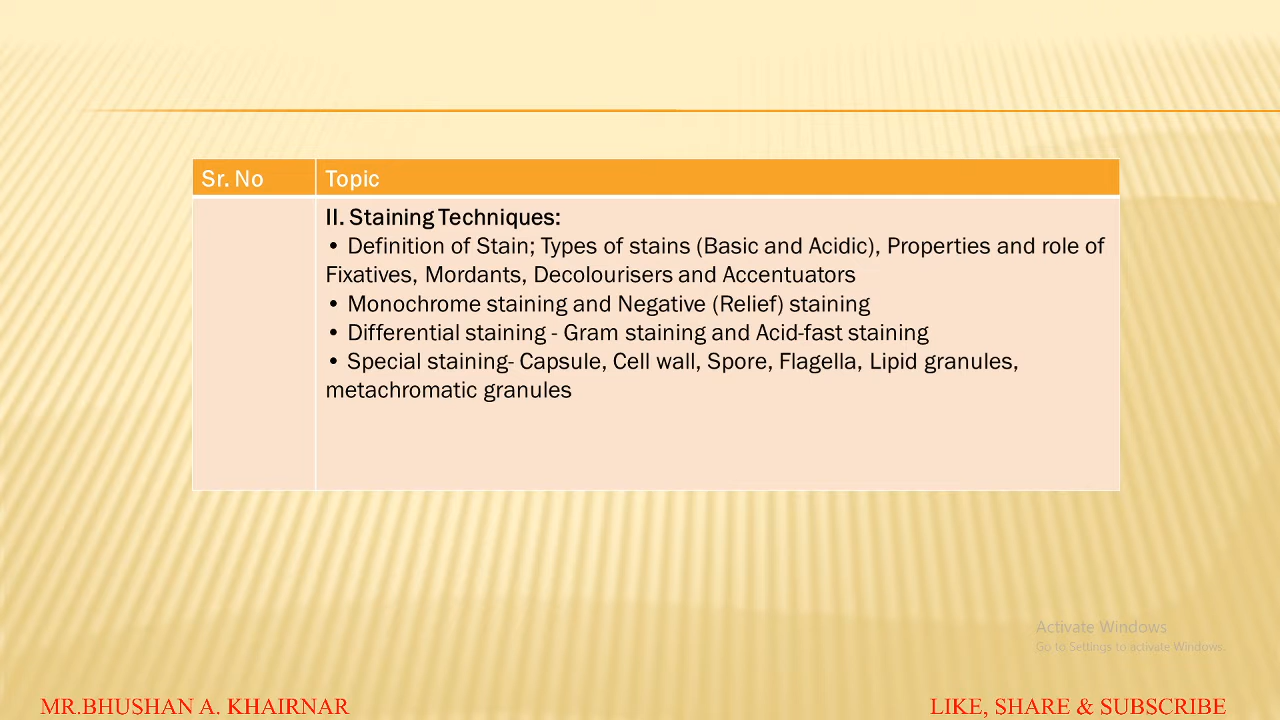 Sr. No
Topic
II. Staining Techniques:
• Definition of Stain; Types of stains (Basic and Acidic), Properties and role of
Fixatives, Mordants, Decolourisers and Accentuators
• Monochrome staining and Negative (Relief) staining
• Differential staining - Gram staining and Acid-fast staining
• Special staining- Capsule, Cell wall, Spore, Flagella, Lipid granules,
metachromatic granules
Activate Windows
Go to Settings to activate Windows.
MR.BHUSHAN A. KHAIRNAR
LIKE, SHARE & SUBSCRIBE